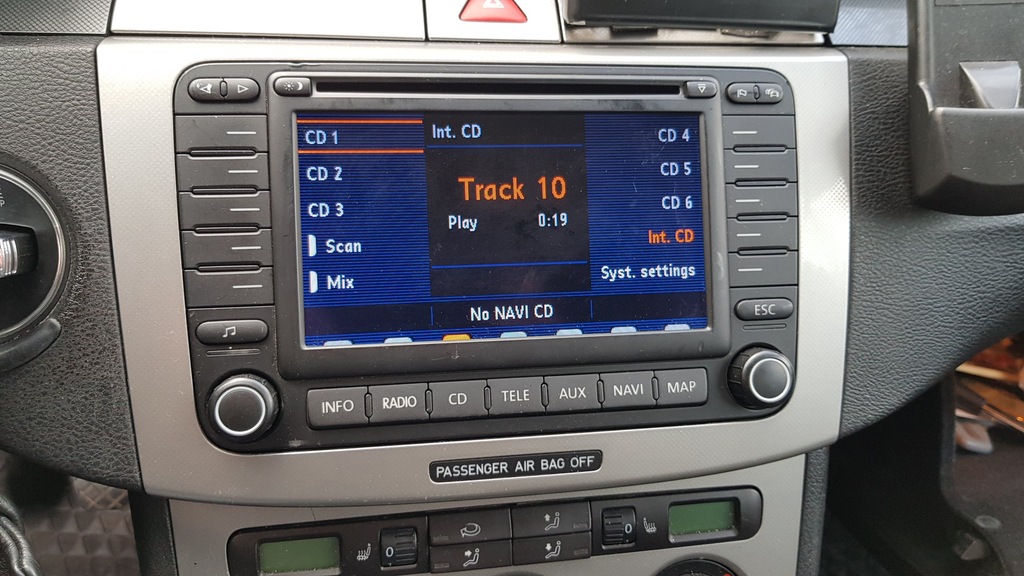 CD 1
Int. CD
CD 4
CD 2
CD 5
Track 10
CD 3
Play 0:19
CD 6
Scan
Int. CD
Mix
Syst. settings
No NAVI CD
ESC
INFO RADIO CD TELE AUX NAVI MAP
PASSENGER AIR BAG OFF
0
0